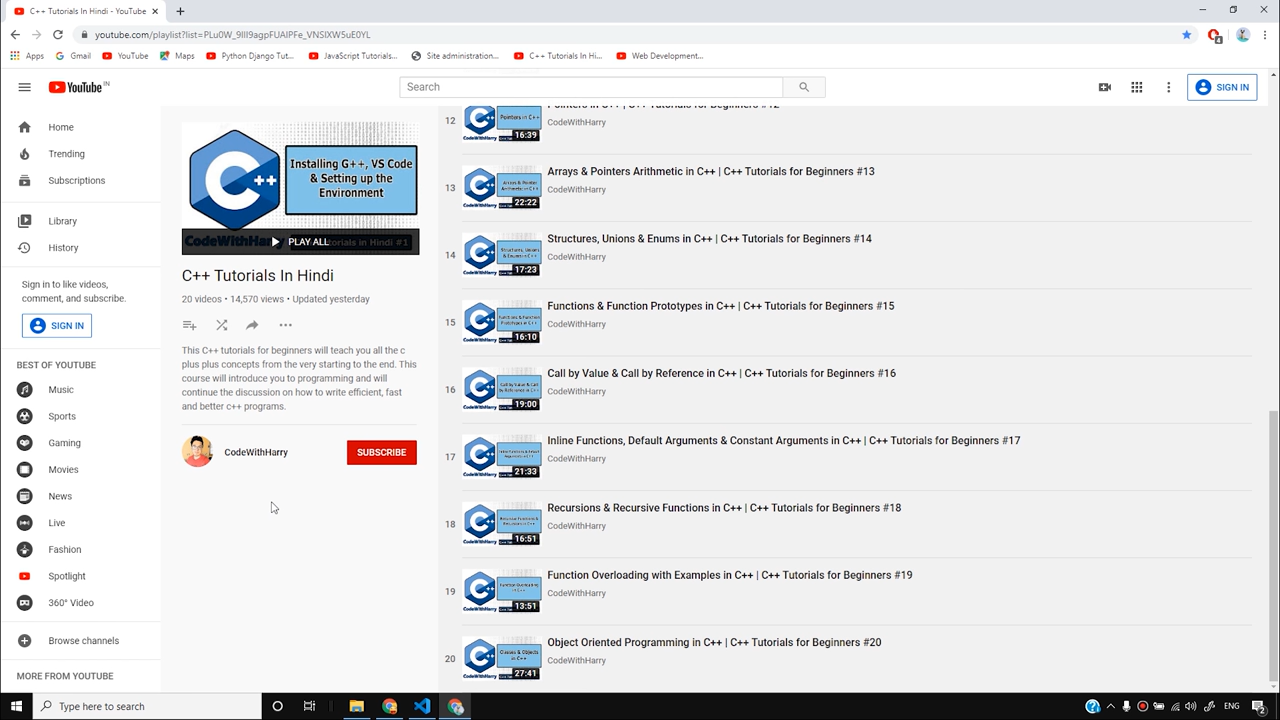 C++ Tutorials In Hindi - YouTube
youtube.com/playlist?list=PLu0W_9lII9agpFUAlPFe_VNSlXW5uE0YL
Apps
Gmail
YouTube
Maps
Python Django Tut...
JavaScript Tutorials...
Site administration...
C++ Tutorials In Hi...
Web Development...
YouTube IN
Search
SIGN IN
Home
Trending
Subscriptions
Library
History
Sign in to like videos,
comment, and subscribe.
SIGN IN
BEST OF YOUTUBE
Music
Sports
Gaming
Movies
News
Live
Fashion
Spotlight
360° Video
Browse channels
MORE FROM YOUTUBE
Installing G++, VS Code
& Setting up the
Environment
PLAY ALL
C++ Tutorials In Hindi
20 videos • 14,570 views • Updated yesterday
This C++ tutorials for beginners will teach you all the c
plus plus concepts from the very starting to the end. This
course will introduce you to programming and will
continue the discussion on how to write efficient, fast
and better c++ programs.
CodeWithHarry
SUBSCRIBE
12
Pointers in C++
16:39
Pointers in C++ | C++ Tutorials for Beginners #12
CodeWithHarry
13
22:22
Arrays & Pointers Arithmetic in C++ | C++ Tutorials for Beginners #13
CodeWithHarry
14
17:23
Structures, Unions & Enums in C++ | C++ Tutorials for Beginners #14
CodeWithHarry
15
16:10
Functions & Function Prototypes in C++ | C++ Tutorials for Beginners #15
CodeWithHarry
16
19:00
Call by Value & Call by Reference in C++ | C++ Tutorials for Beginners #16
CodeWithHarry
17
21:33
Inline Functions, Default Arguments & Constant Arguments in C++ | C++ Tutorials for Beginners #17
CodeWithHarry
18
16:51
Recursions & Recursive Functions in C++ | C++ Tutorials for Beginners #18
CodeWithHarry
19
13:51
Function Overloading with Examples in C++ | C++ Tutorials for Beginners #19
CodeWithHarry
20
27:41
Object Oriented Programming in C++ | C++ Tutorials for Beginners #20
CodeWithHarry
Type here to search
ENG